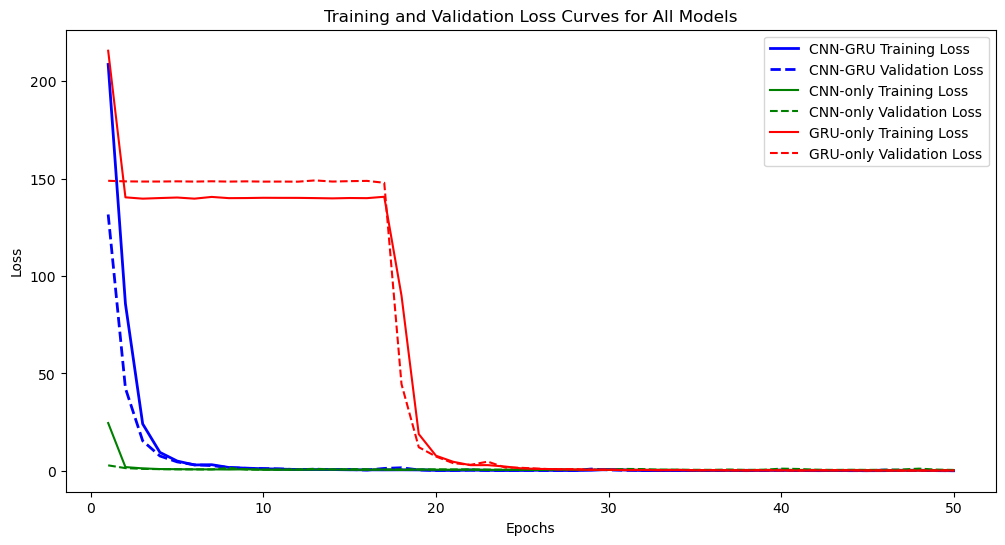 Training and Validation Loss Curves for All Models
CNN-GRU Training Loss
CNN-GRU Validation Loss
CNN-only Training Loss
CNN-only Validation Loss
GRU-only Training Loss
GRU-only Validation Loss
Loss
200
150
100
50
0
0 10 20 30 40 50
Epochs